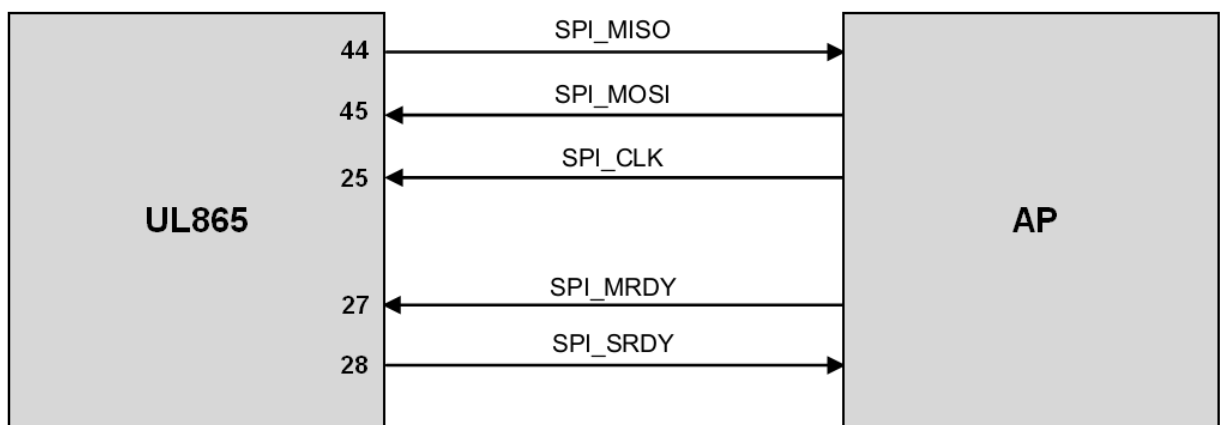 44 SPI_MISO
45 SPI_MOSI
25 SPI_CLK
UL865 AP
27 SPI_MRDY
28 SPI_SRDY